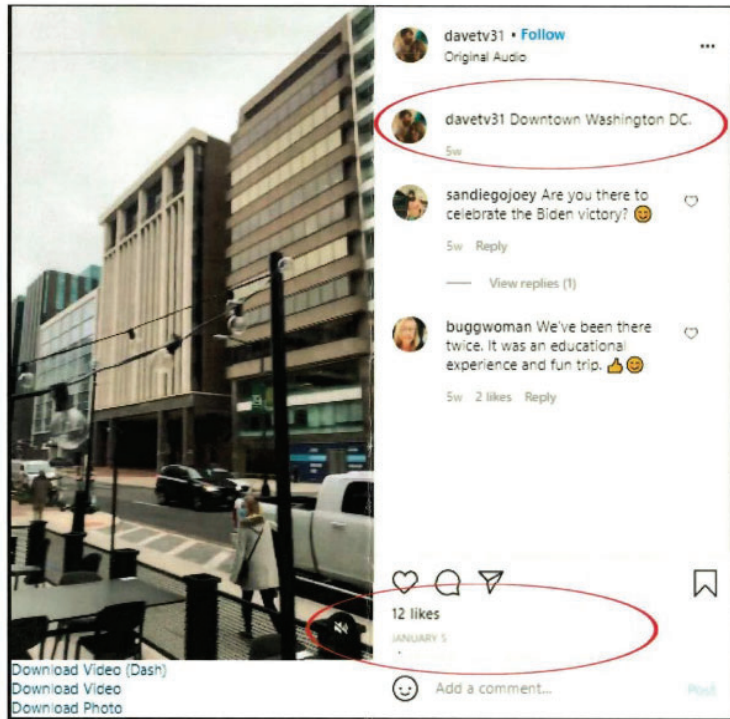 davetv31 • Follow
Original Audio
davetv31 Downtown Washington DC.
5w
sandiegojoey Are you there to
celebrate the Biden victory? 😊
5w Reply
View replies (1)
buggwoman We've been there
twice. It was an educational
experience and fun trip. 👍😊
5w 2 likes Reply
12 likes
JANUARY 5
Add a comment... Post
Download Video (Dash)
Download Video
Download Photo